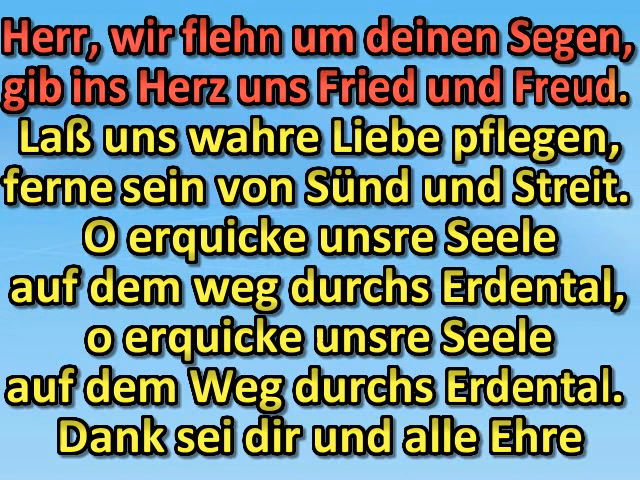 Herr, wir flehn um deinen Segen,
gib ins Herz uns Fried und Freud.
Laß uns wahre Liebe pflegen,
ferne sein von Sünd und Streit.
O erquicke unsre Seele
auf dem weg durchs Erdental,
o erquicke unsre Seele
auf dem Weg durchs Erdental.
Dank sei dir und alle Ehre